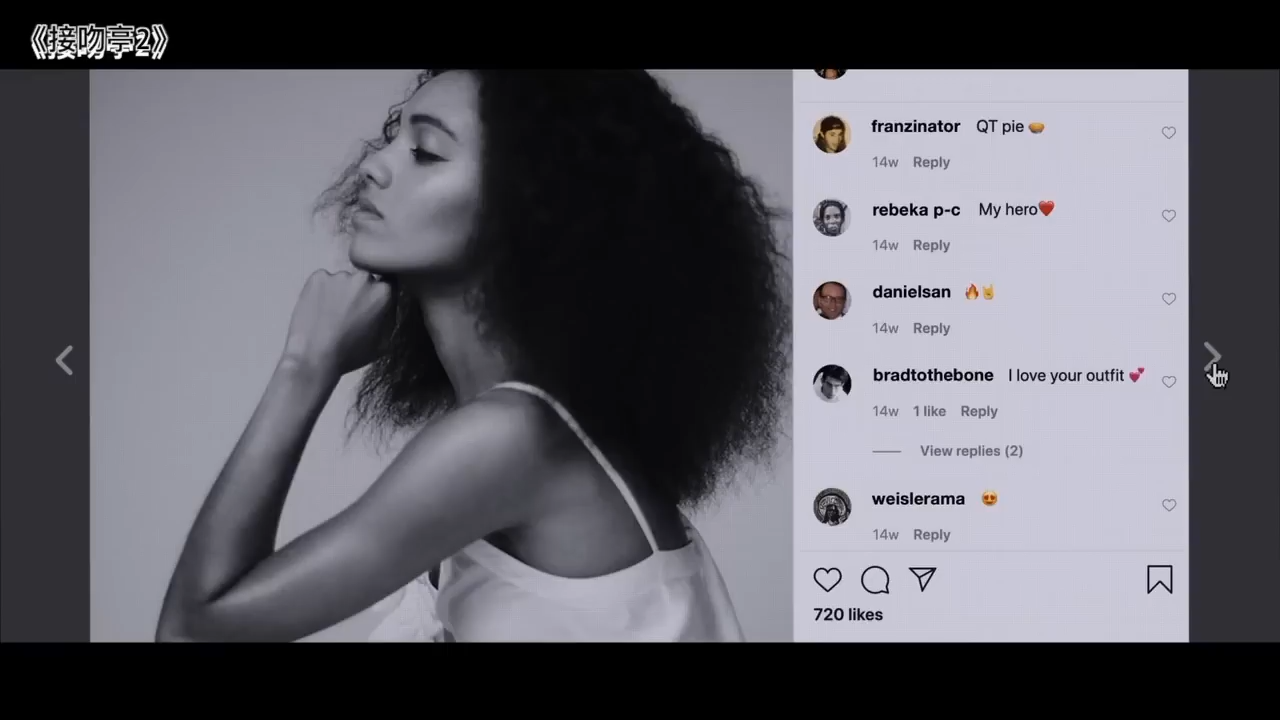 《接吻亭2》
franzinator QT pie 🥧
14w Reply
rebeka p-c My hero❤️
14w Reply
danielsan 🔥🤘
14w Reply
bradtothebone I love your outfit 💕
14w 1 like Reply
View replies (2)
weislerama 😍
14w Reply
720 likes